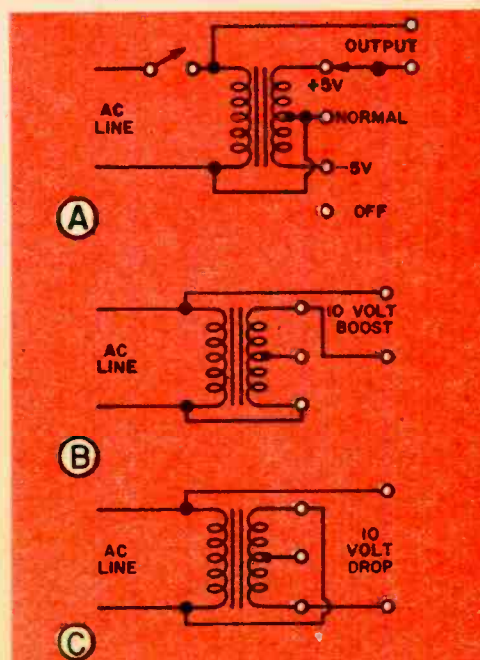 OUTPUT
+5V
AC
LINE
NORMAL
-5V
OFF
A
10 VOLT
BOOST
AC
LINE
B
10
VOLT
DROP
AC
LINE
C